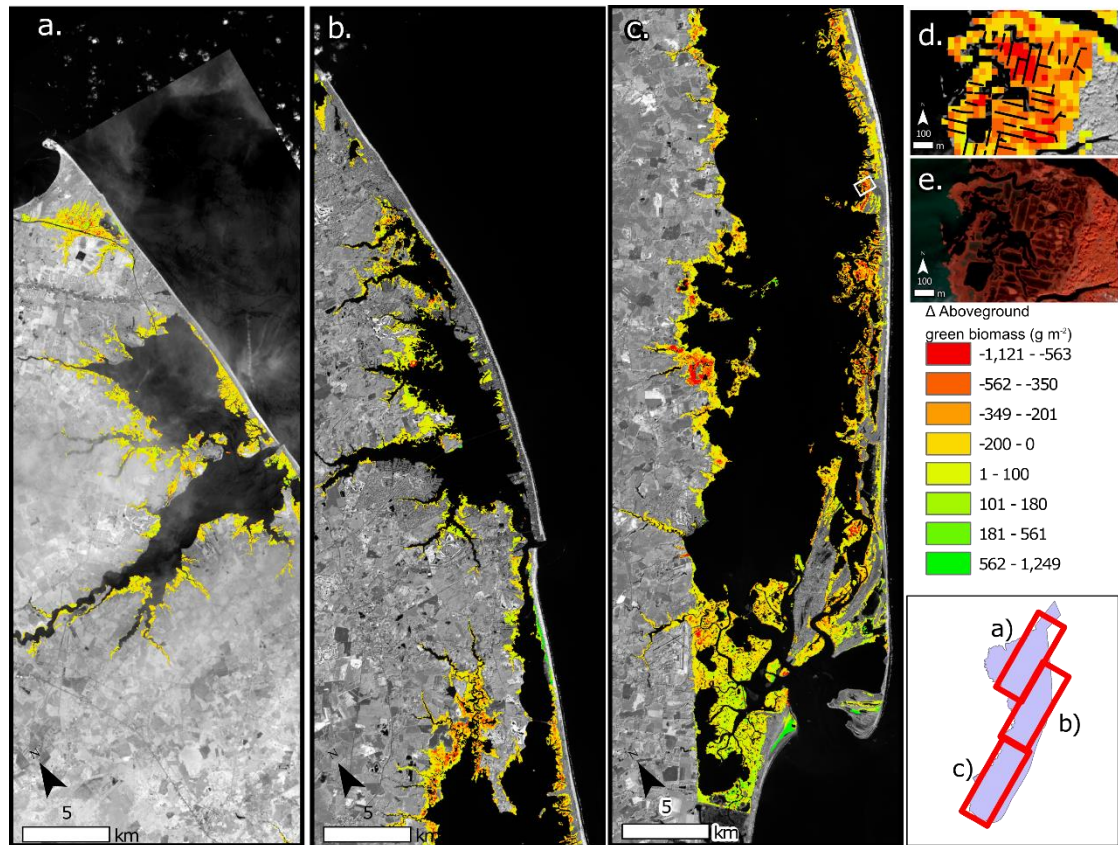 a.
b.
c.
d.
N
100
m
e.
N
100
m
Δ Aboveground
green biomass (g m⁻²)
-1,121 - -563
-562 - -350
-349 - -201
-200 - 0
1 - 100
101 - 180
181 - 561
562 - 1,249
a)
b)
c)
N
5
km
N
5
km
N
5
km